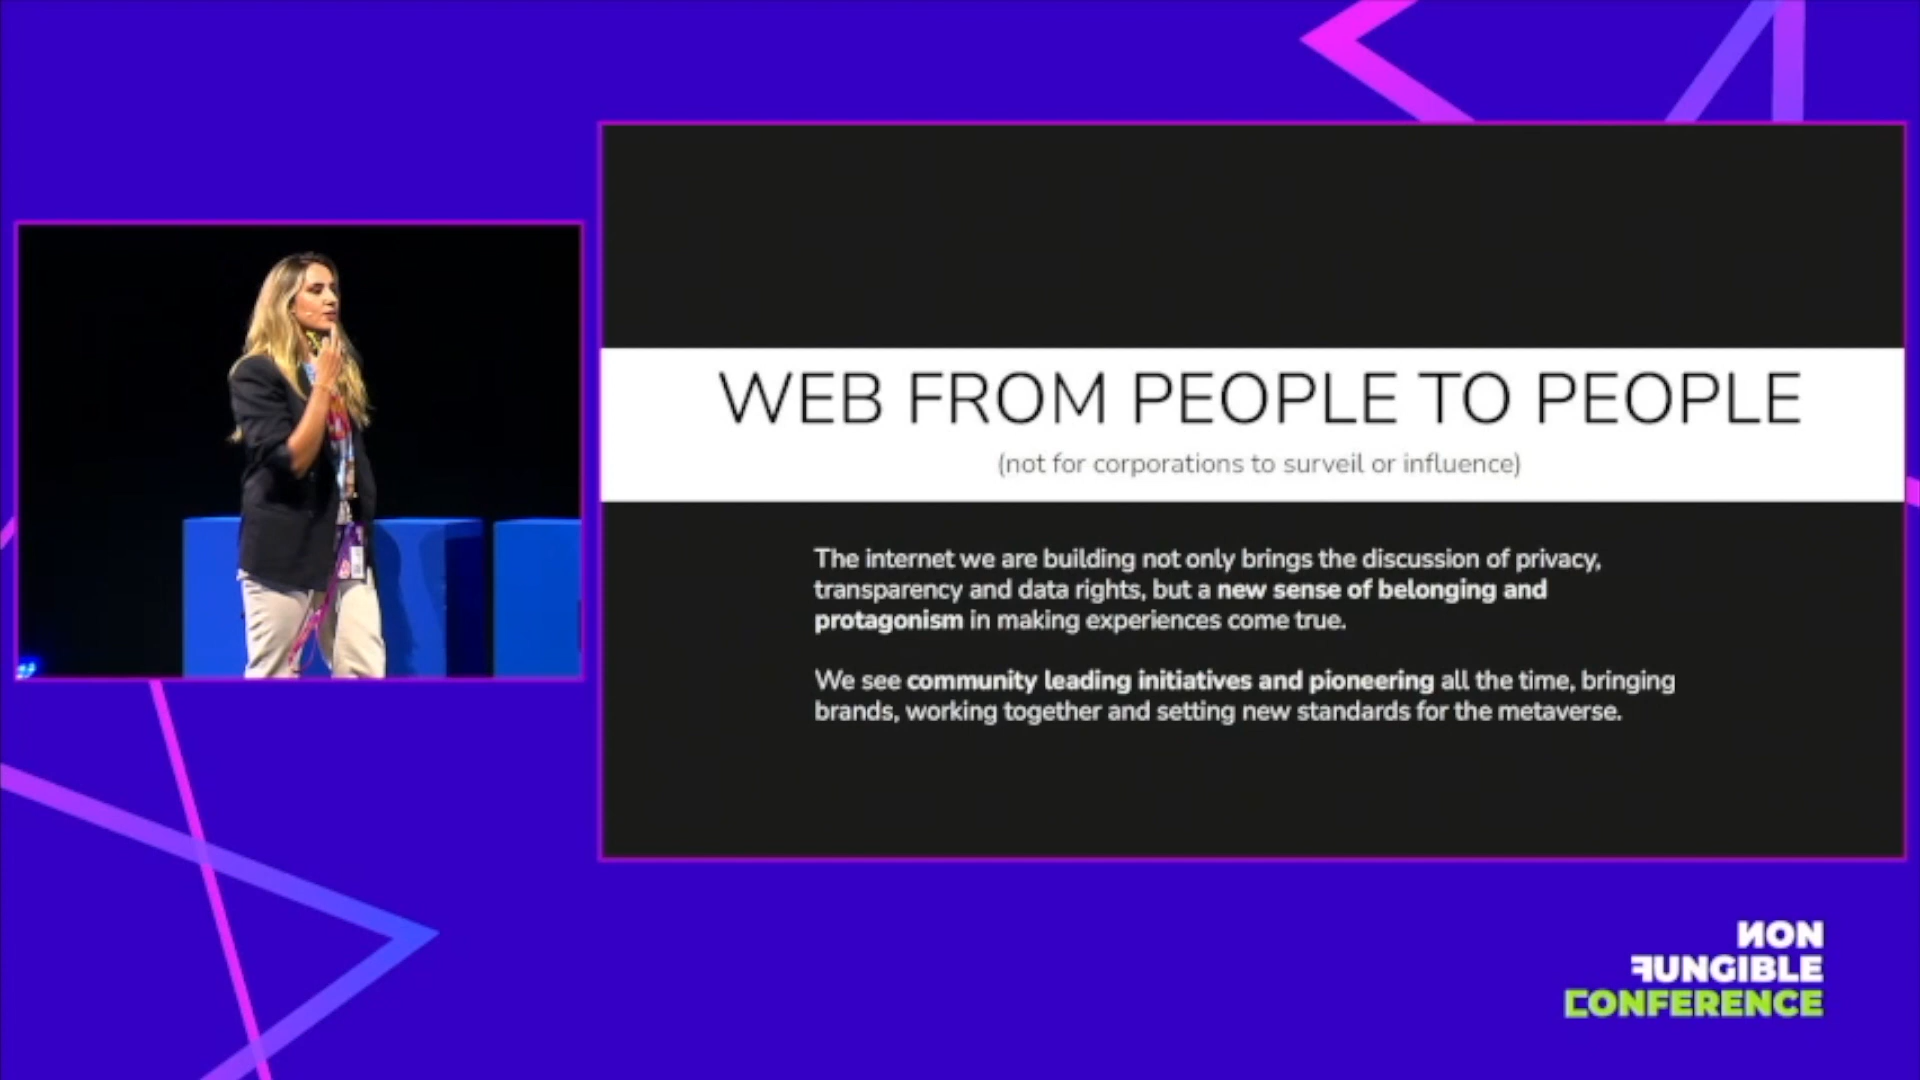 WEB FROM PEOPLE TO PEOPLE
(not for corporations to surveil or influence)
The internet we are building not only brings the discussion of privacy,
transparency and data rights, but a new sense of belonging and
protagonism in making experiences come true.
We see community leading initiatives and pioneering all the time, bringing
brands, working together and setting new standards for the metaverse.
NON
FUNGIBLE
CONFERENCE